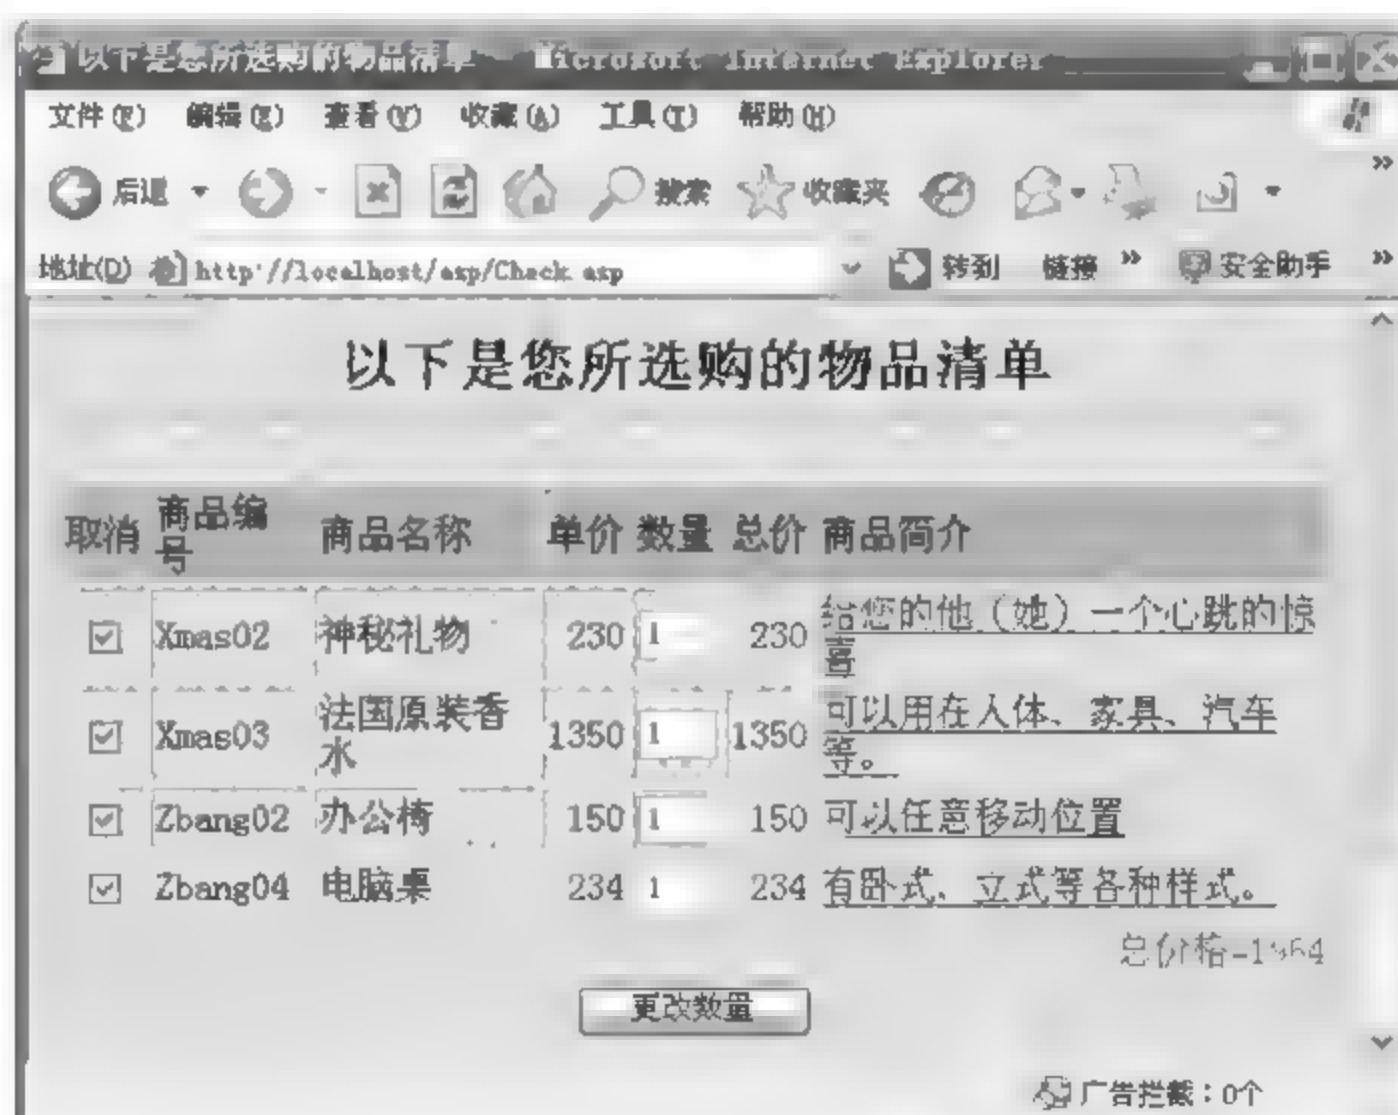 以下是您所选购的物品清单 - Microsoft Internet Explorer
文件(F) 编辑(E) 查看(V) 收藏(A) 工具(T) 帮助(H)
后退 搜索 收藏夹 »
地址(D) http://localhost/asp/Check.asp 转到 链接 » 安全助手 »
以下是您所选购的物品清单
取消 商品编号 商品名称 单价 数量 总价 商品简介
Xmas02 神秘礼物 230 1 230 给您的他（她）一个心跳的惊喜
Xmas03 法国原装香水 1350 1 1350 可以用在人体、家具、汽车等。
Zbang02 办公椅 150 1 150 可以任意移动位置
Zbang04 电脑桌 234 1 234 有卧式、立式等各种样式。
总价格=1964
更改数量
广告拦截：0个